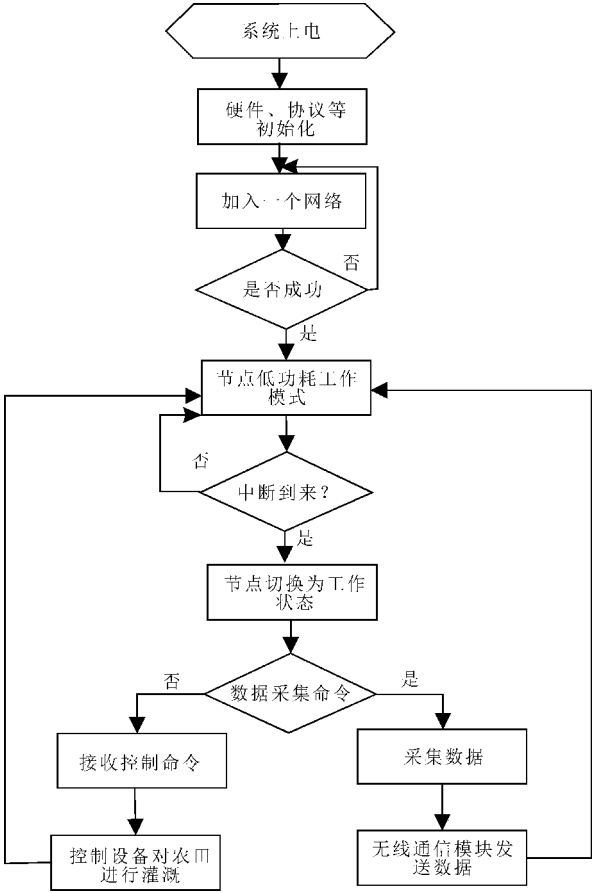 系统上电
硬件、协议等
初始化
加入一个网络
否
是否成功
是
节点低功耗工作
模式
否
中断到来?
是
节点切换为工作
状态
否
数据采集命令
是
接收控制命令
采集数据
控制设备对农田
进行灌溉
无线通信模块发
送数据